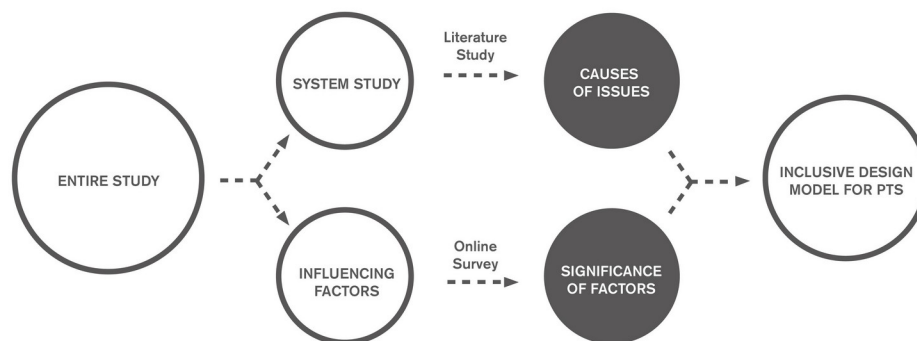 ENTIRE STUDY
SYSTEM STUDY
Literature
Study
CAUSES
OF ISSUES
INFLUENCING
FACTORS
Online
Survey
SIGNIFICANCE
OF FACTORS
INCLUSIVE DESIGN
MODEL FOR PTS